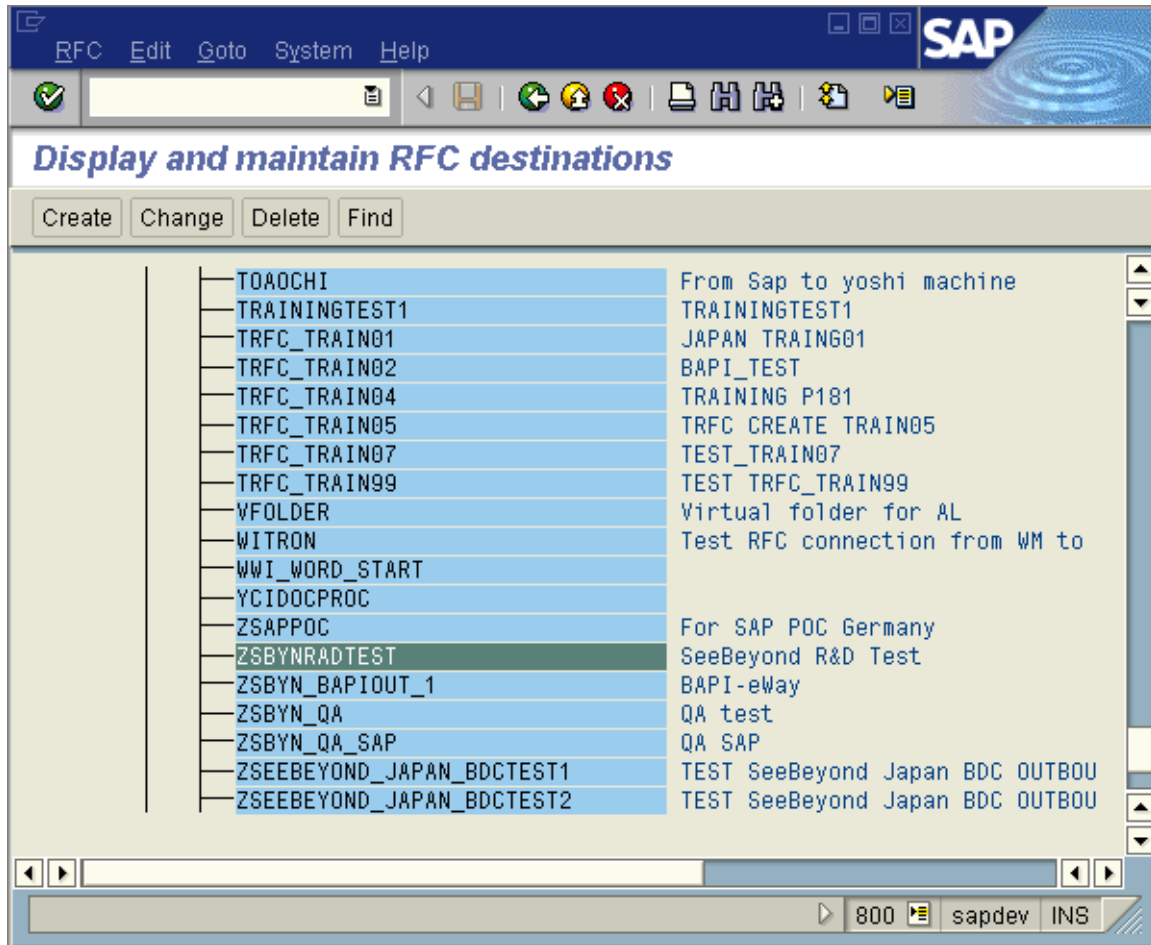 RFC Edit Goto System Help
SAP
Display and maintain RFC destinations
Create Change Delete Find
TOAOCHI From Sap to yoshi machine
TRAININGTEST1 TRAININGTEST1
TRFC_TRAIN01 JAPAN TRAING01
TRFC_TRAIN02 BAPI_TEST
TRFC_TRAIN04 TRAINING P181
TRFC_TRAIN05 TRFC CREATE TRAIN05
TRFC_TRAIN07 TEST_TRAIN07
TRFC_TRAIN99 TEST TRFC_TRAIN99
VFOLDER Virtual folder for AL
WITRON Test RFC connection from WM to
WWI_WORD_START
YCIDOCPROC
ZSAPPOC For SAP POC Germany
ZSBYNRADTEST SeeBeyond R&D Test
ZSBYN_BAPIOUT_1 BAPI-eWay
ZSBYN_QA QA test
ZSBYN_QA_SAP QA SAP
ZSEEBEYOND_JAPAN_BDCTEST1 TEST SeeBeyond Japan BDC OUTBOU
ZSEEBEYOND_JAPAN_BDCTEST2 TEST SeeBeyond Japan BDC OUTBOU
800 sapdev INS